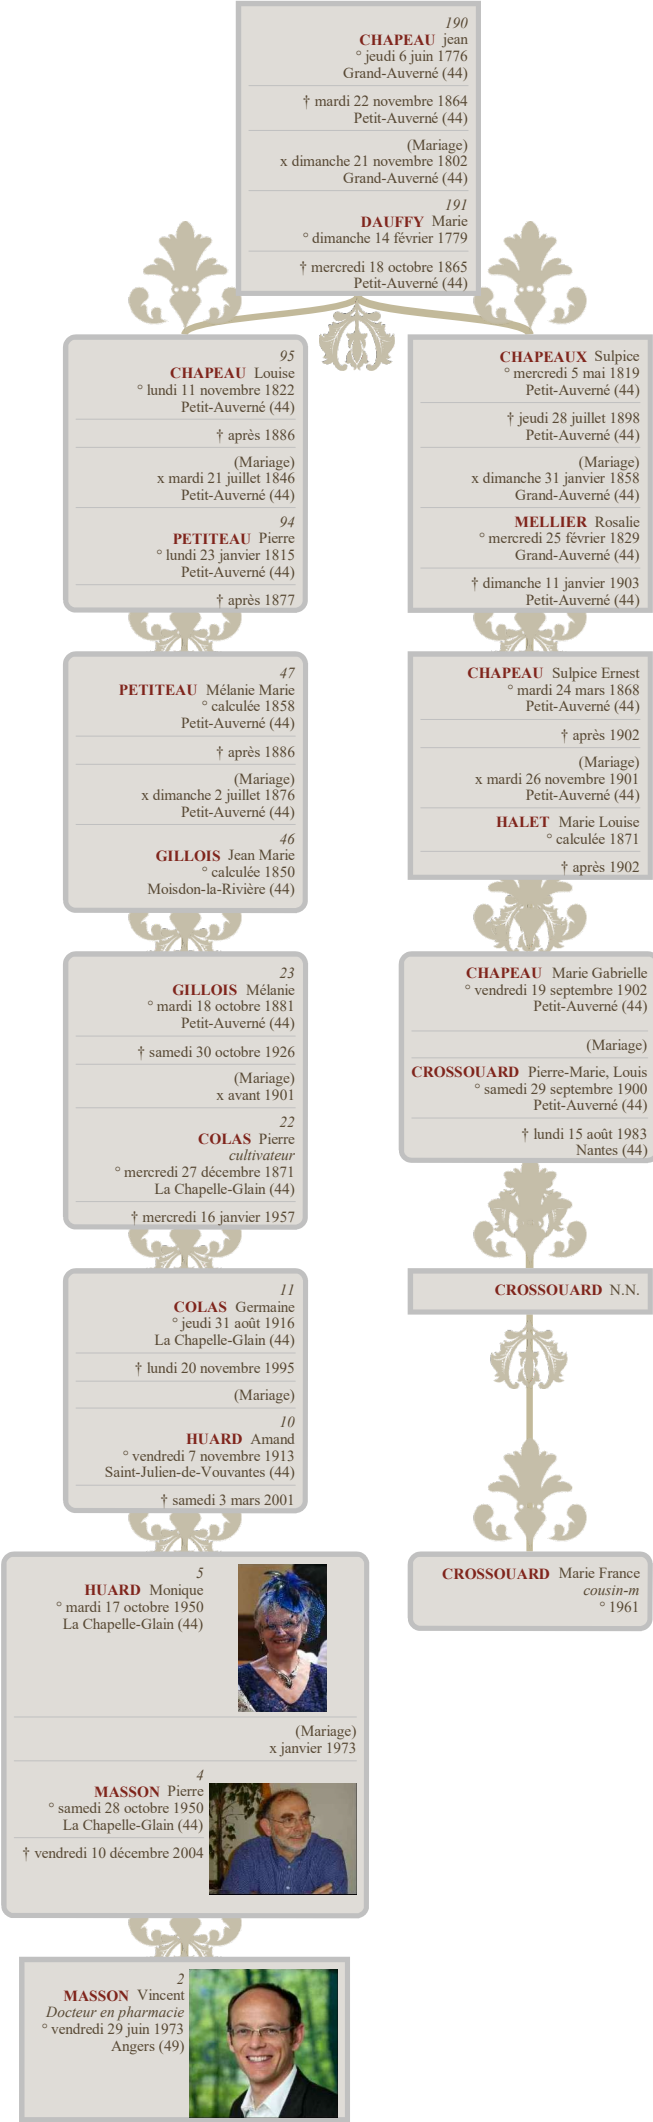 190
CHAPEAU jean
° jeudi 6 juin 1776
Grand-Auverné (44)
† mardi 22 novembre 1864
Petit-Auverné (44)
(Mariage)
x dimanche 21 novembre 1802
Grand-Auverné (44)
191
DAUFFY Marie
° dimanche 14 février 1779
† mercredi 18 octobre 1865
Petit-Auverné (44)
95
CHAPEAU Louise
° lundi 11 novembre 1822
Petit-Auverné (44)
† après 1886
(Mariage)
x mardi 21 juillet 1846
Petit-Auverné (44)
94
PETITEAU Pierre
° lundi 23 janvier 1815
Petit-Auverné (44)
† après 1877
CHAPEAUX Sulpice
° mercredi 5 mai 1819
Petit-Auverné (44)
† jeudi 28 juillet 1898
Petit-Auverné (44)
(Mariage)
x dimanche 31 janvier 1858
Grand-Auverné (44)
MELLIER Rosalie
° mercredi 25 février 1829
Grand-Auverné (44)
† dimanche 11 janvier 1903
Petit-Auverné (44)
47
PETITEAU Mélanie Marie
° calculée 1858
Petit-Auverné (44)
† après 1886
(Mariage)
x dimanche 2 juillet 1876
Petit-Auverné (44)
46
GILLOIS Jean Marie
° calculée 1850
Moisdon-la-Rivière (44)
CHAPEAU Sulpice Ernest
° mardi 24 mars 1868
Petit-Auverné (44)
† après 1902
(Mariage)
x mardi 26 novembre 1901
Petit-Auverné (44)
HALET Marie Louise
° calculée 1871
† après 1902
23
GILLOIS Mélanie
° mardi 18 octobre 1881
Petit-Auverné (44)
† samedi 30 octobre 1926
(Mariage)
x avant 1901
22
COLAS Pierre
cultivateur
° mercredi 27 décembre 1871
La Chapelle-Glain (44)
† mercredi 16 janvier 1957
CHAPEAU Marie Gabrielle
° vendredi 19 septembre 1902
Petit-Auverné (44)
(Mariage)
CROSSOUARD Pierre-Marie, Louis
° samedi 29 septembre 1900
Petit-Auverné (44)
† lundi 15 août 1983
Nantes (44)
11
COLAS Germaine
° jeudi 31 août 1916
La Chapelle-Glain (44)
† lundi 20 novembre 1995
(Mariage)
10
HUARD Amand
° vendredi 7 novembre 1913
Saint-Julien-de-Vouvantes (44)
† samedi 3 mars 2001
CROSSOUARD N.N.
5
HUARD Monique
° mardi 17 octobre 1950
La Chapelle-Glain (44)
(Mariage)
x janvier 1973
4
MASSON Pierre
° samedi 28 octobre 1950
La Chapelle-Glain (44)
† vendredi 10 décembre 2004
CROSSOUARD Marie France
cousin-m
° 1961
2
MASSON Vincent
Docteur en pharmacie
° vendredi 29 juin 1973
Angers (49)